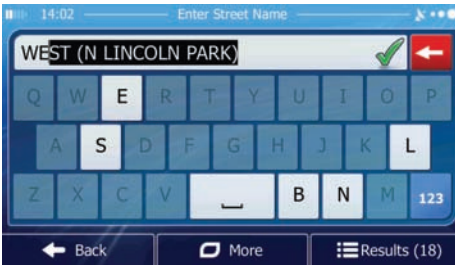 14:02 Enter Street Name
WEST (N LINCOLN PARK)
Q W E R T Y U I O P
A S D F G H J K L
Z X C V B N M 123
Back More Results (18)